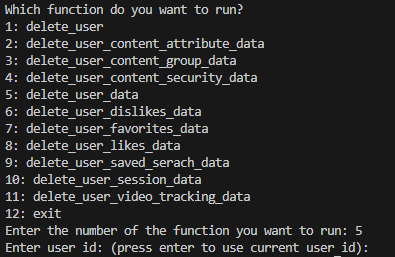 Which function do you want to run?
1: delete_user
2: delete_user_content_attribute_data
3: delete_user_content_group_data
4: delete_user_content_security_data
5: delete_user_data
6: delete_user_dislikes_data
7: delete_user_favorites_data
8: delete_user_likes_data
9: delete_user_saved_serach_data
10: delete_user_session_data
11: delete_user_video_tracking_data
12: exit
Enter the number of the function you want to run: 5
Enter user id: (press enter to use current user id):